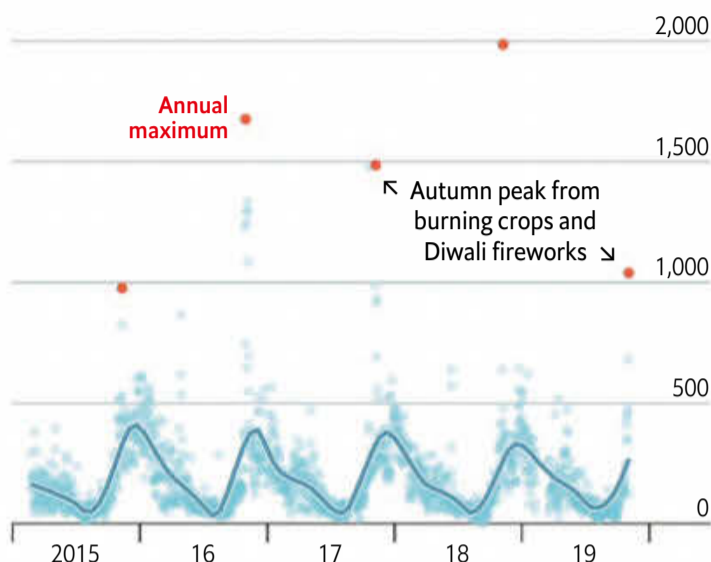 2,000
Annual
maximum
1,500
Autumn peak from
burning crops and
Diwali fireworks
1,000
500
0
2015 16 17 18 19